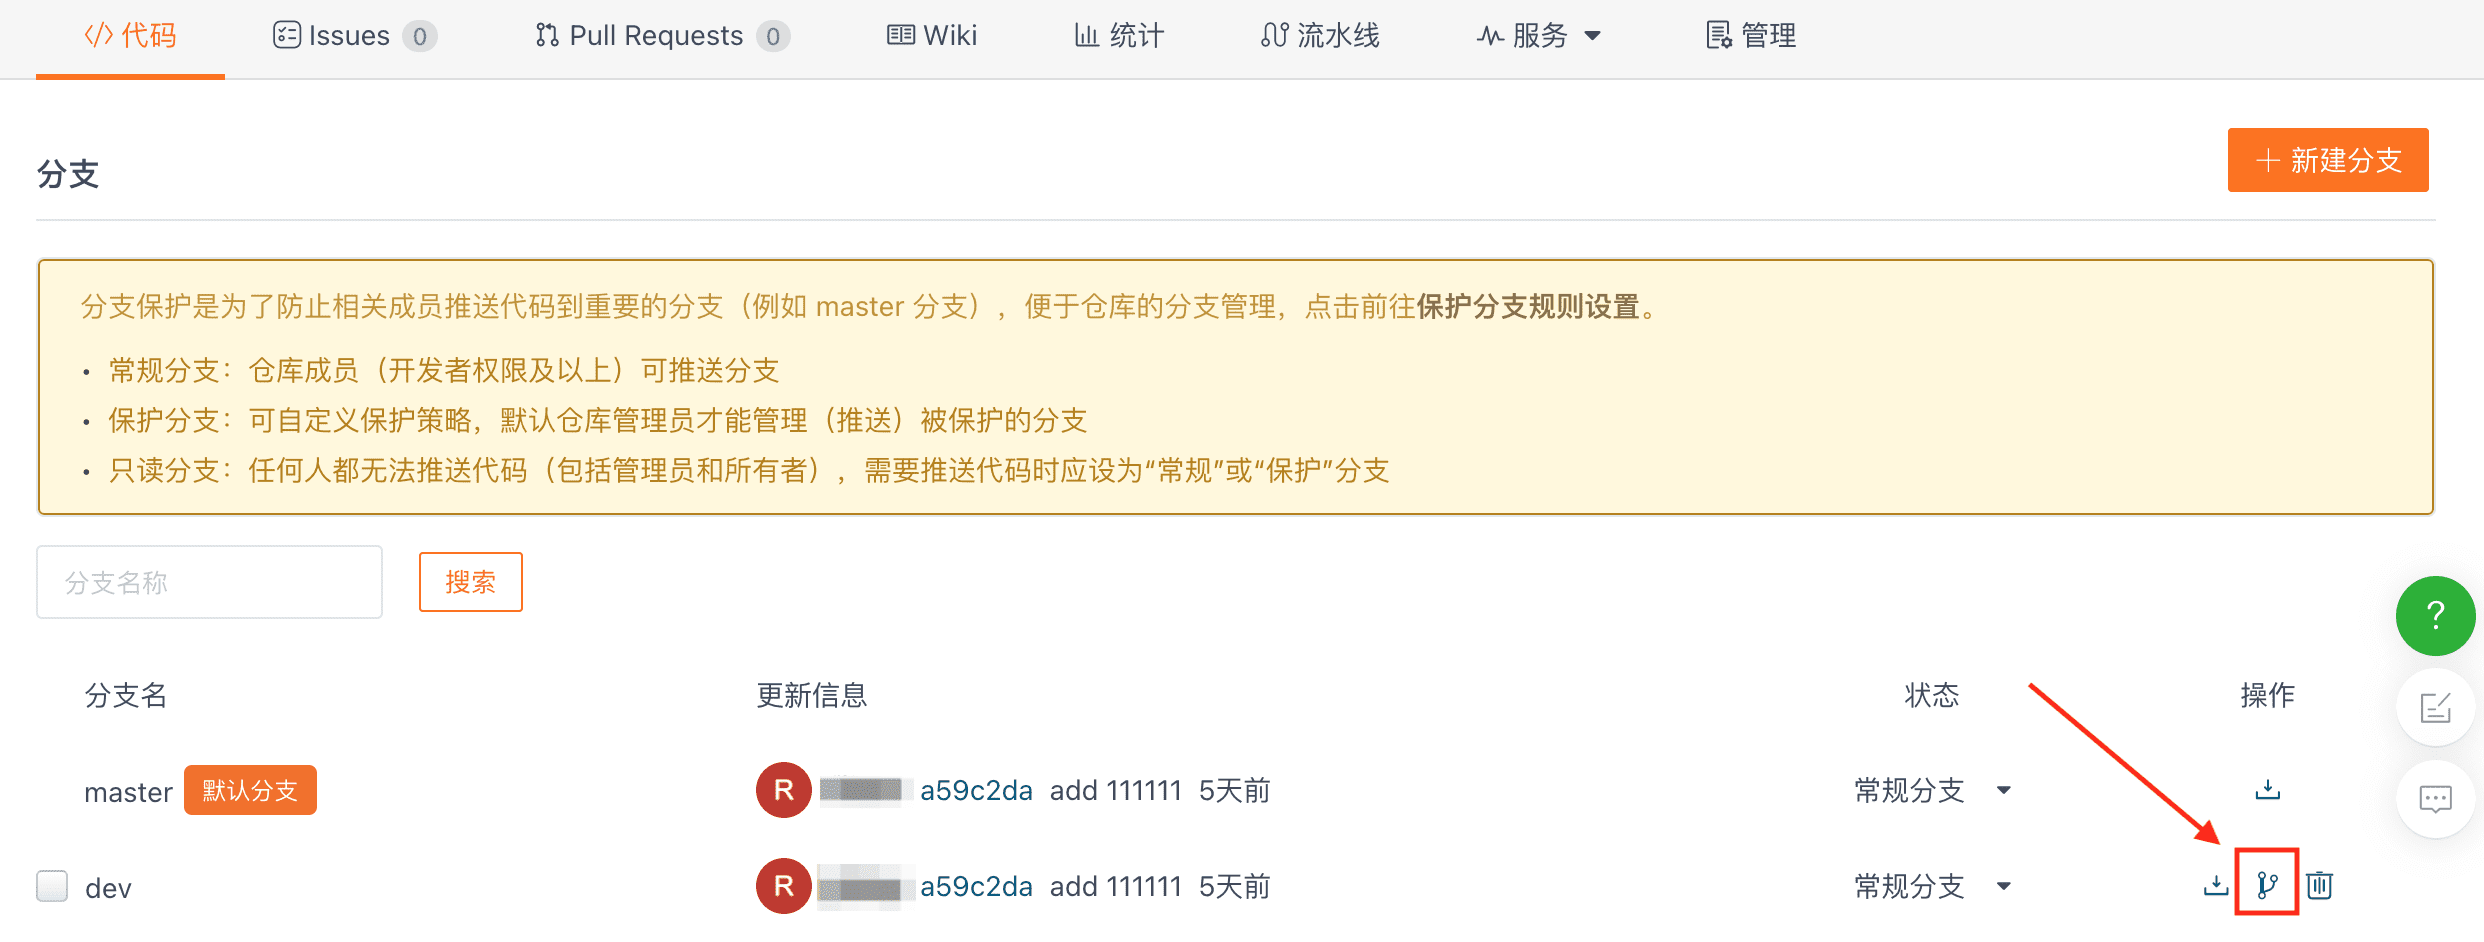 代码 Issues 0 Pull Requests 0 Wiki 统计 流水线 服务 管理
分支
+ 新建分支
分支保护是为了防止相关成员推送代码到重要的分支（例如 master 分支），便于仓库的分支管理，点击前往保护分支规则设置。
• 常规分支：仓库成员（开发者权限及以上）可推送分支
• 保护分支：可自定义保护策略，默认仓库管理员才能管理（推送）被保护的分支
• 只读分支：任何人都无法推送代码（包括管理员和所有者），需要推送代码时应设为“常规”或“保护”分支
分支名称 搜索
?
分支名 更新信息 状态 操作
master 默认分支 R a59c2da add 111111 5天前 常规分支
dev R a59c2da add 111111 5天前 常规分支